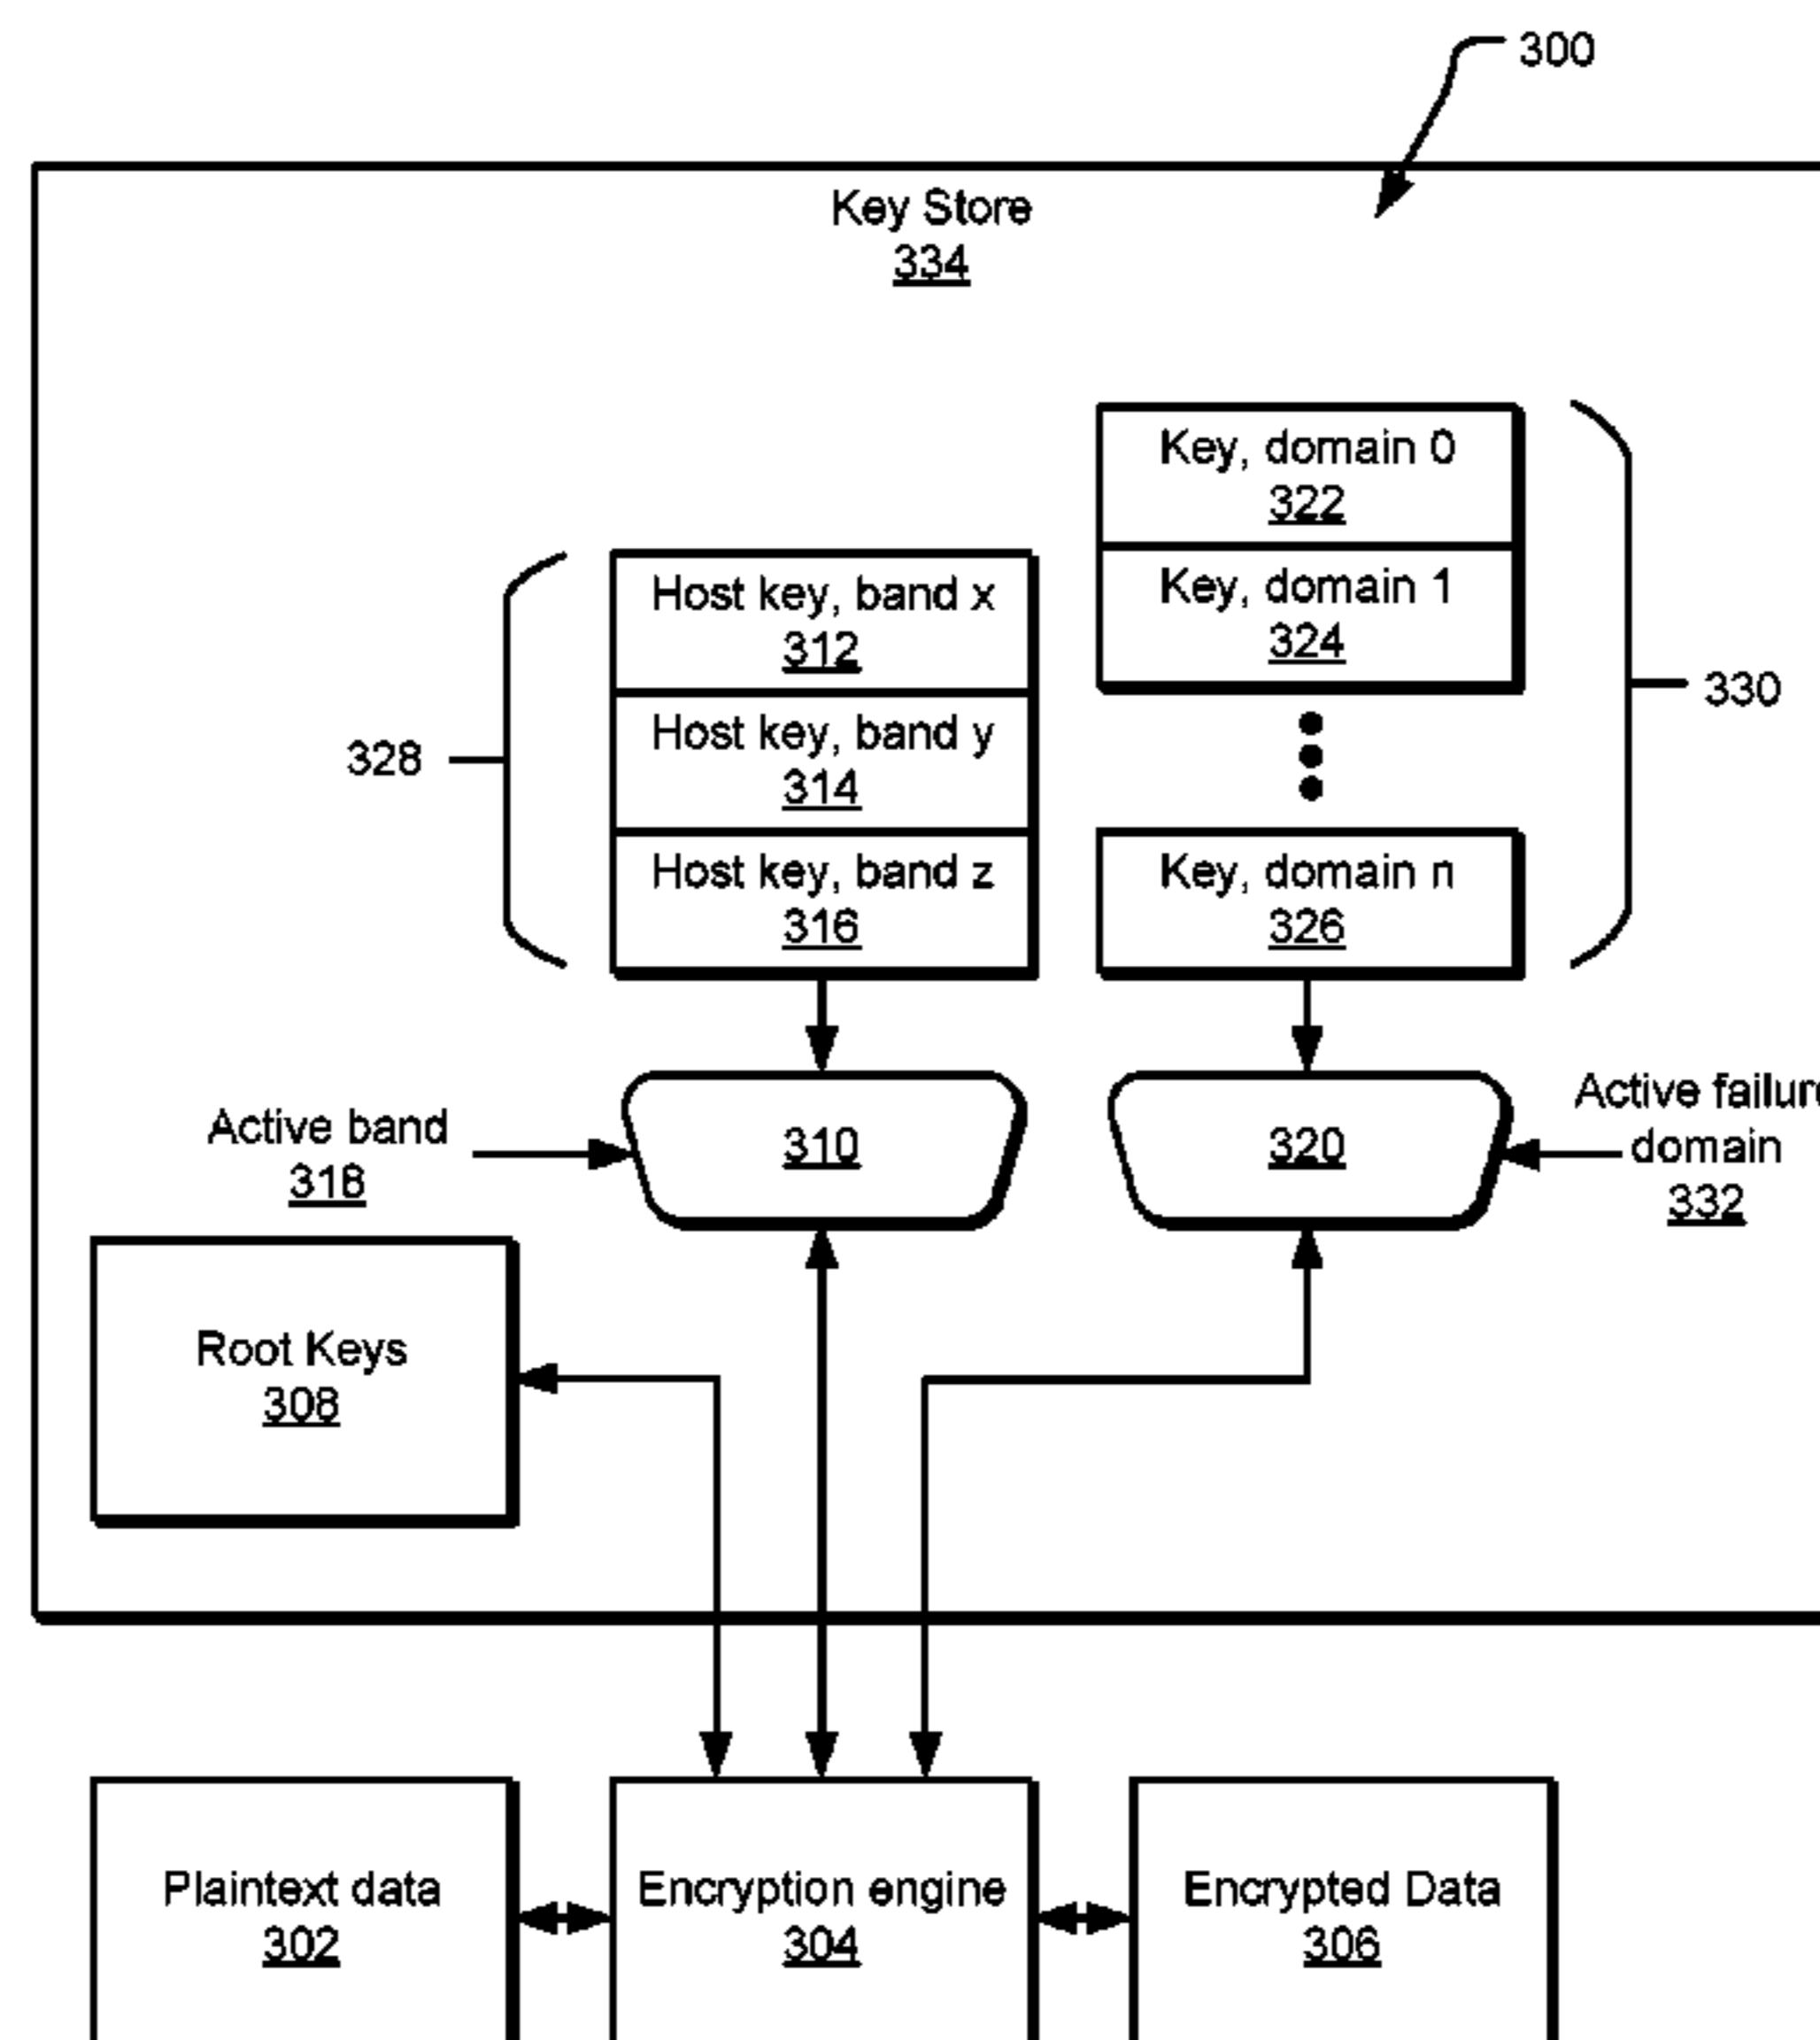 300
Key Store
334
Key, domain 0
322
Key, domain 1
324
Host key, band x
312
Host key, band y
314
Host key, band z
316
Key, domain n
326
328
330
310
320
Active band
318
Active
domain
332
Root Keys
308
Plaintext data
302
Encryption engine
304
Encrypted Data
306